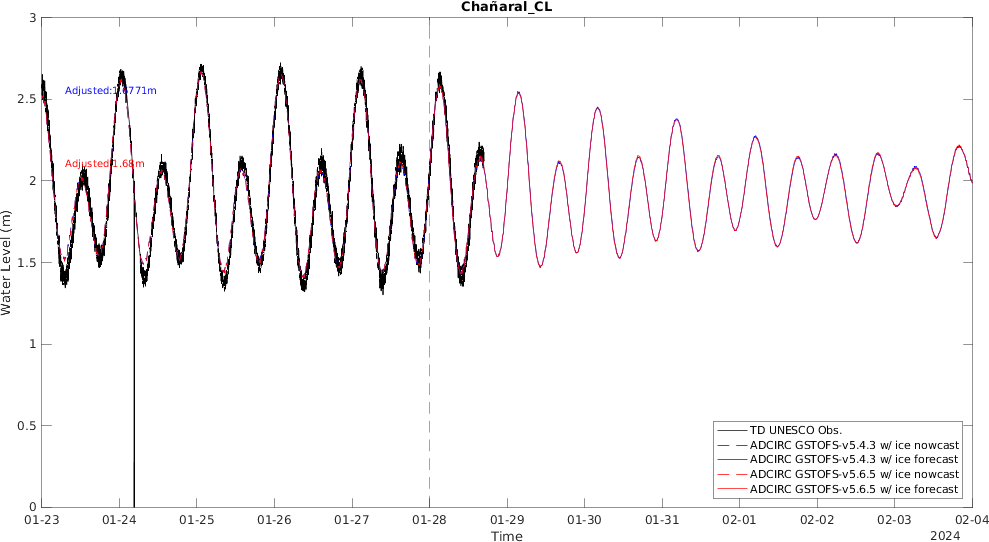 Chañaral_CL
3
2.5
2
1.5
1
0.5
0
Water Level (m)
Adjusted:1.6771m
Adjusted:1.68m
TD UNESCO Obs.
ADCIRC GSTOFS-v5.4.3 w/ ice nowcast
ADCIRC GSTOFS-v5.4.3 w/ ice forecast
ADCIRC GSTOFS-v5.6.5 w/ ice nowcast
ADCIRC GSTOFS-v5.6.5 w/ ice forecast
01-23 01-24 01-25 01-26 01-27 01-28 01-29 01-30 01-31 02-01 02-02 02-03 02-04
Time
2024